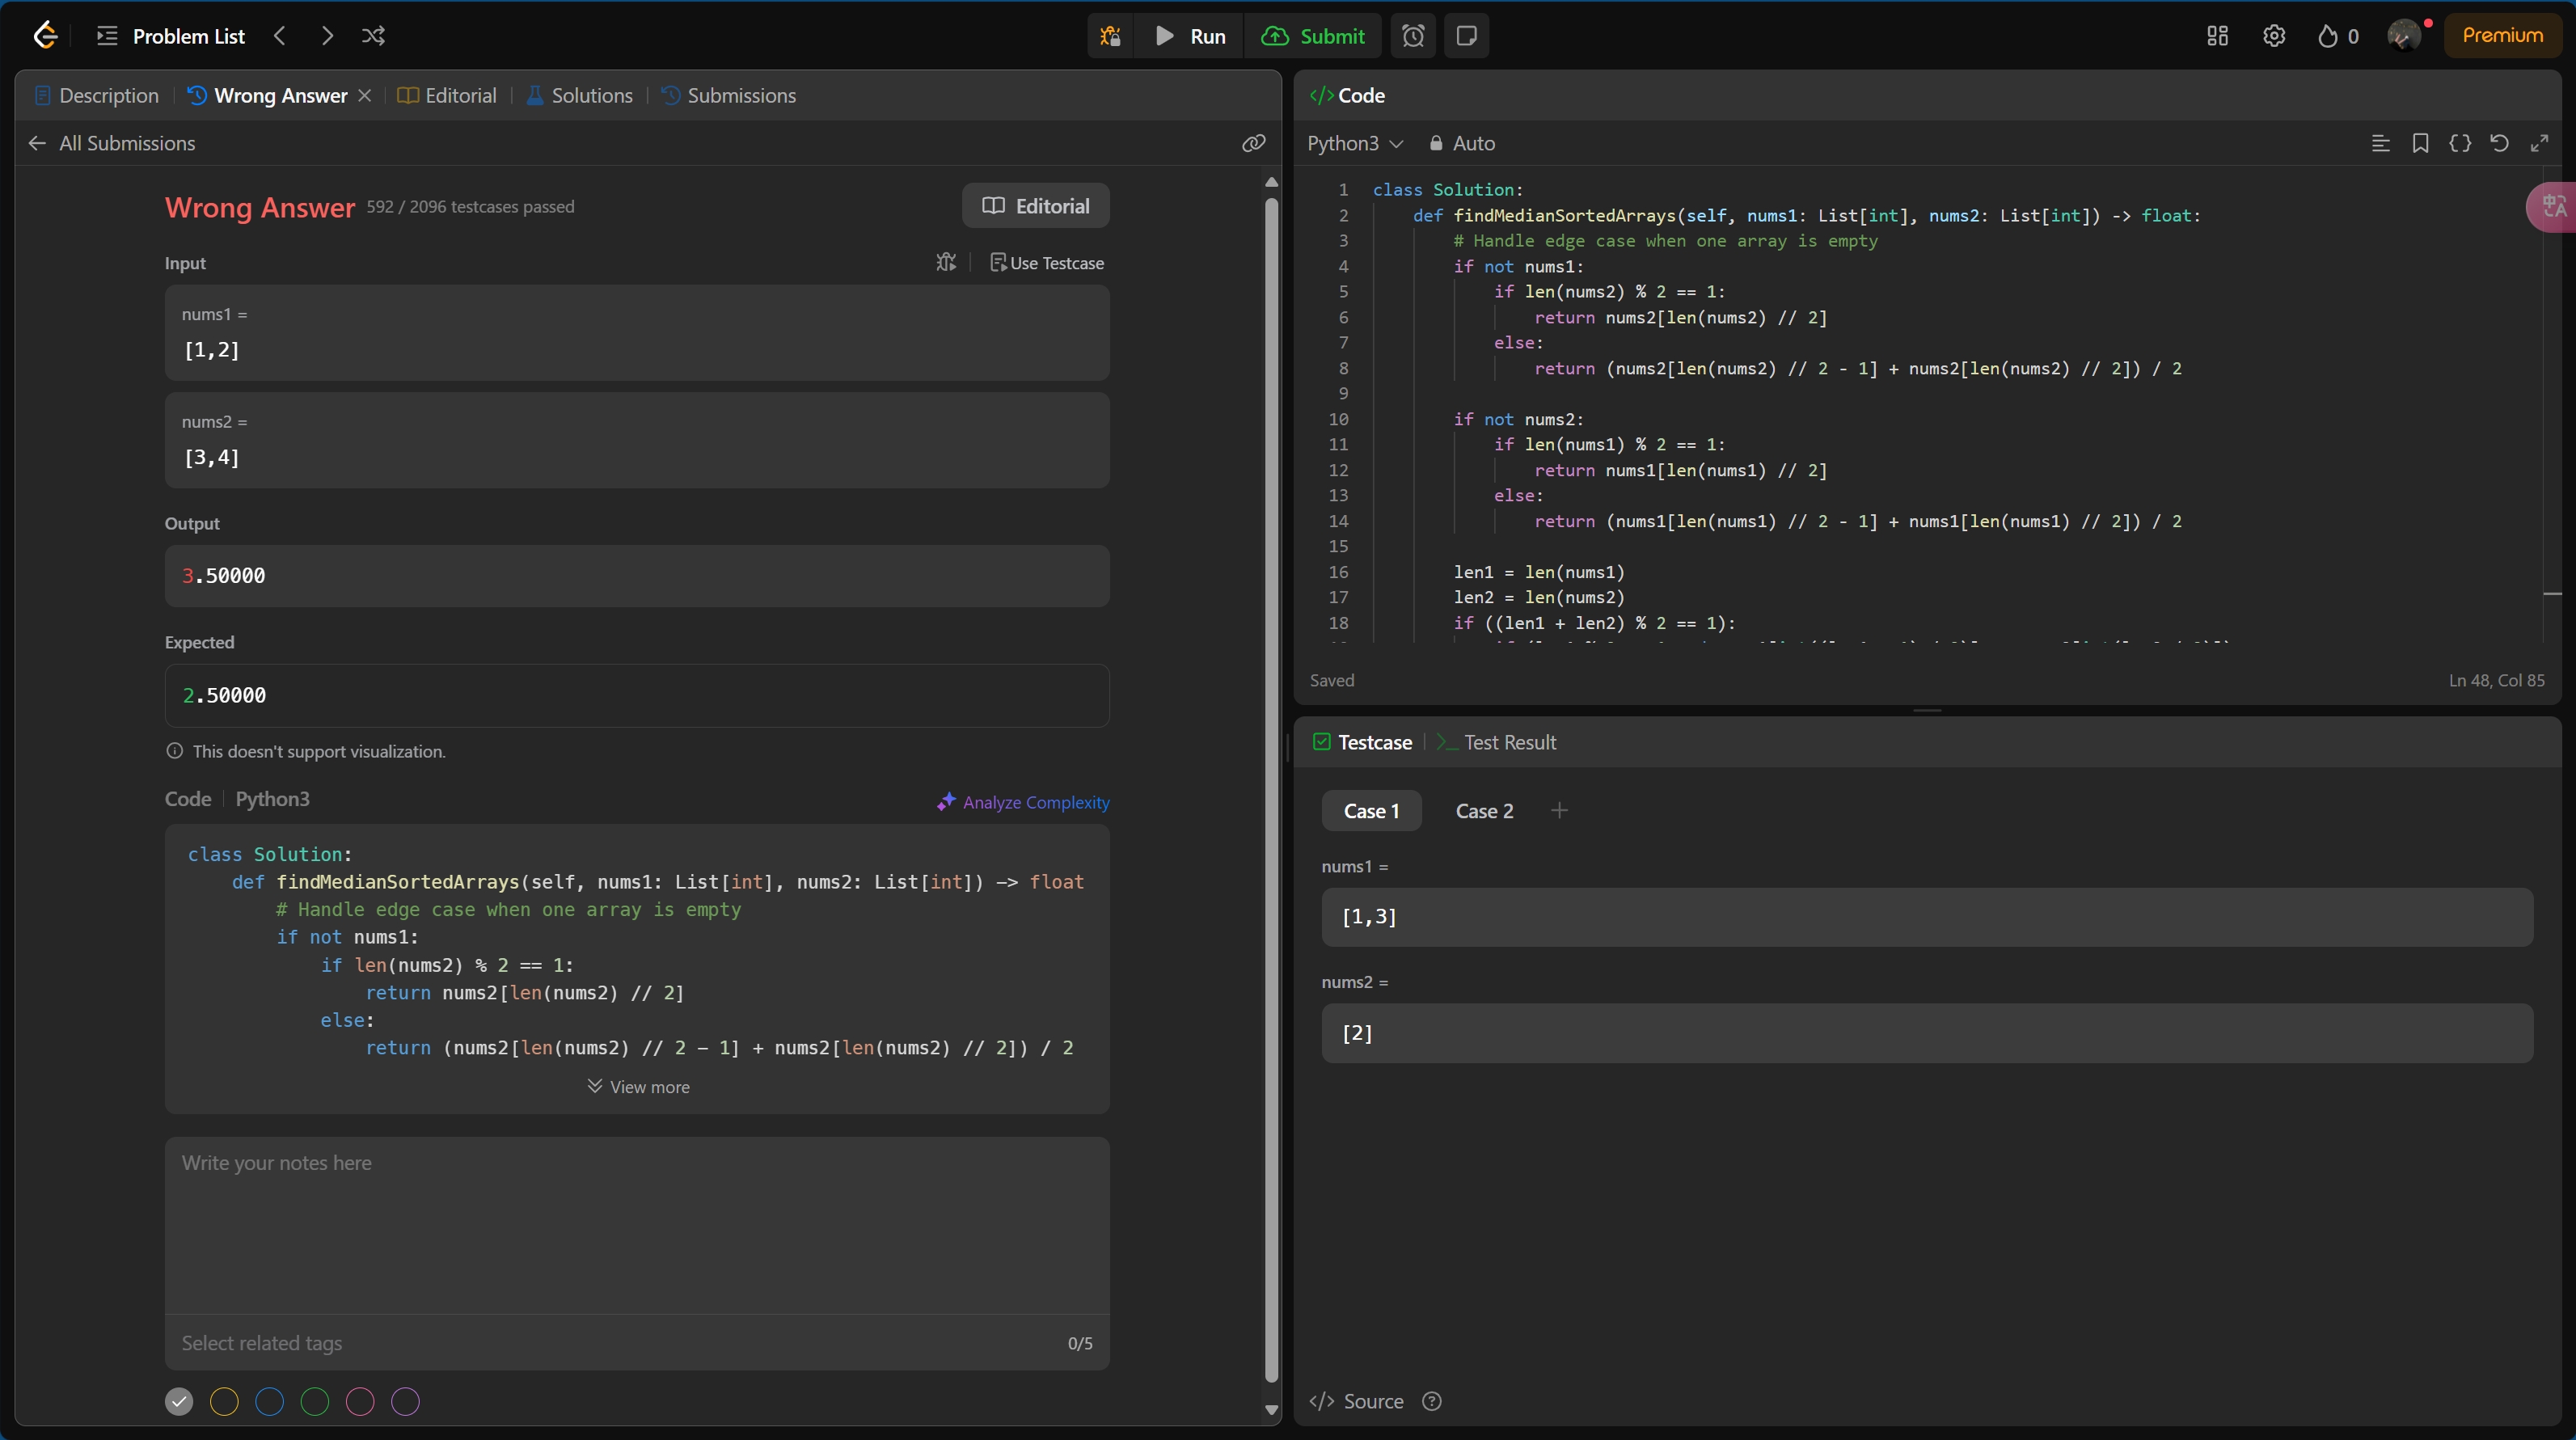 Problem List
Run
Submit
0
Premium
Description
Wrong Answer
Editorial
Solutions
Submissions
All Submissions
Wrong Answer 592 / 2096 testcases passed
Editorial
Input
Use Testcase
nums1 =
[1,2]
nums2 =
[3,4]
Output
3.50000
Expected
2.50000
This doesn't support visualization.
Code
Python3
Analyze Complexity
class Solution:
    def findMedianSortedArrays(self, nums1: List[int], nums2: List[int]) -> float
        # Handle edge case when one array is empty
        if not nums1:
            if len(nums2) % 2 == 1:
                return nums2[len(nums2) // 2]
            else:
                return (nums2[len(nums2) // 2 - 1] + nums2[len(nums2) // 2]) / 2
View more
Write your notes here
Select related tags
0/5
</> Code
Python3
Auto
1 class Solution:
2     def findMedianSortedArrays(self, nums1: List[int], nums2: List[int]) -> float:
3         # Handle edge case when one array is empty
4         if not nums1:
5             if len(nums2) % 2 == 1:
6                 return nums2[len(nums2) // 2]
7             else:
8                 return (nums2[len(nums2) // 2 - 1] + nums2[len(nums2) // 2]) / 2
9
10         if not nums2:
11             if len(nums1) % 2 == 1:
12                 return nums1[len(nums1) // 2]
13             else:
14                 return (nums1[len(nums1) // 2 - 1] + nums1[len(nums1) // 2]) / 2
15
16         len1 = len(nums1)
17         len2 = len(nums2)
18         if ((len1 + len2) % 2 == 1):
Saved
Ln 48, Col 85
Testcase
Test Result
Case 1
Case 2
nums1 =
[1,3]
nums2 =
[2]
</> Source